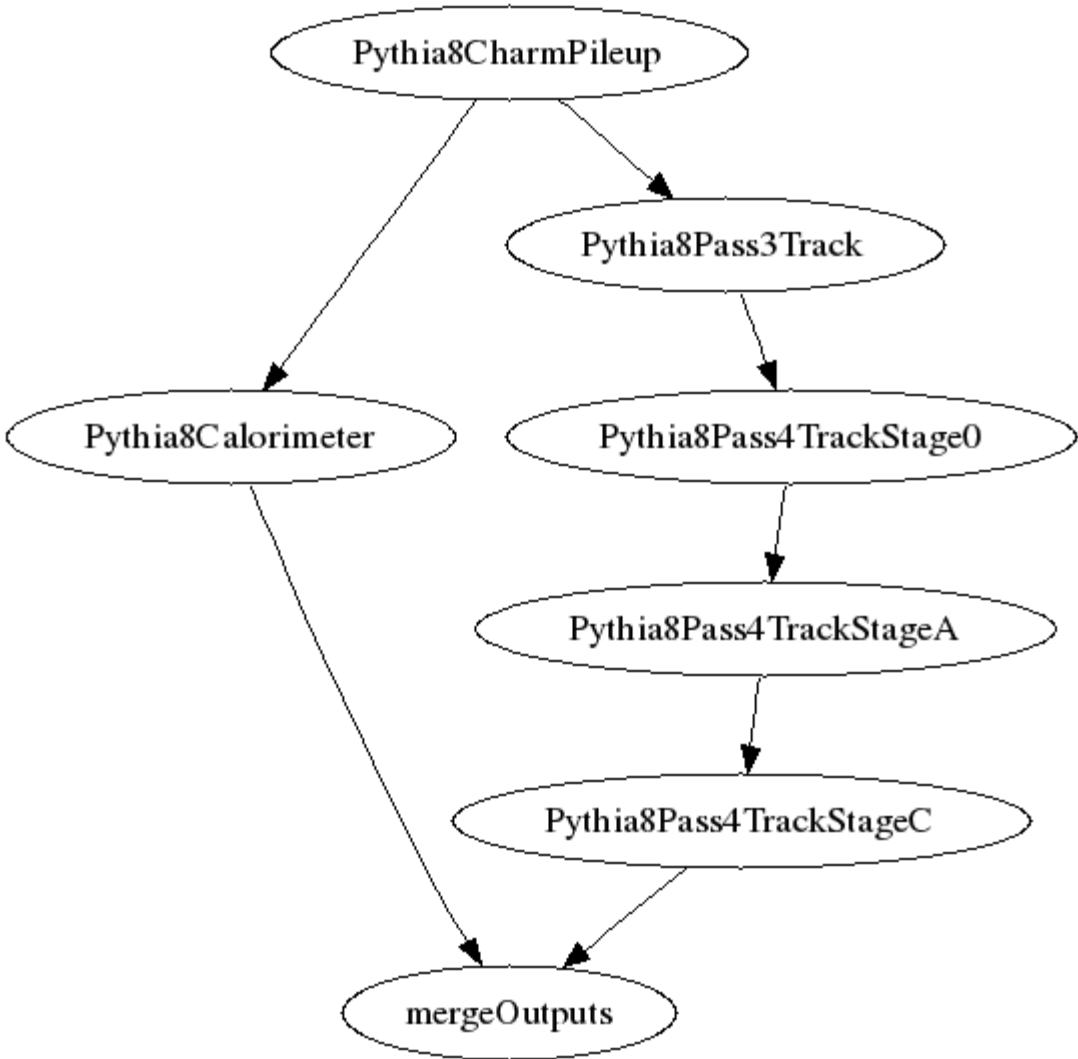 Pythia8CharmPileup
Pythia8Pass3Track
Pythia8Calorimeter
Pythia8Pass4TrackStage0
Pythia8Pass4TrackStageA
Pythia8Pass4TrackStageC
mergeOutputs